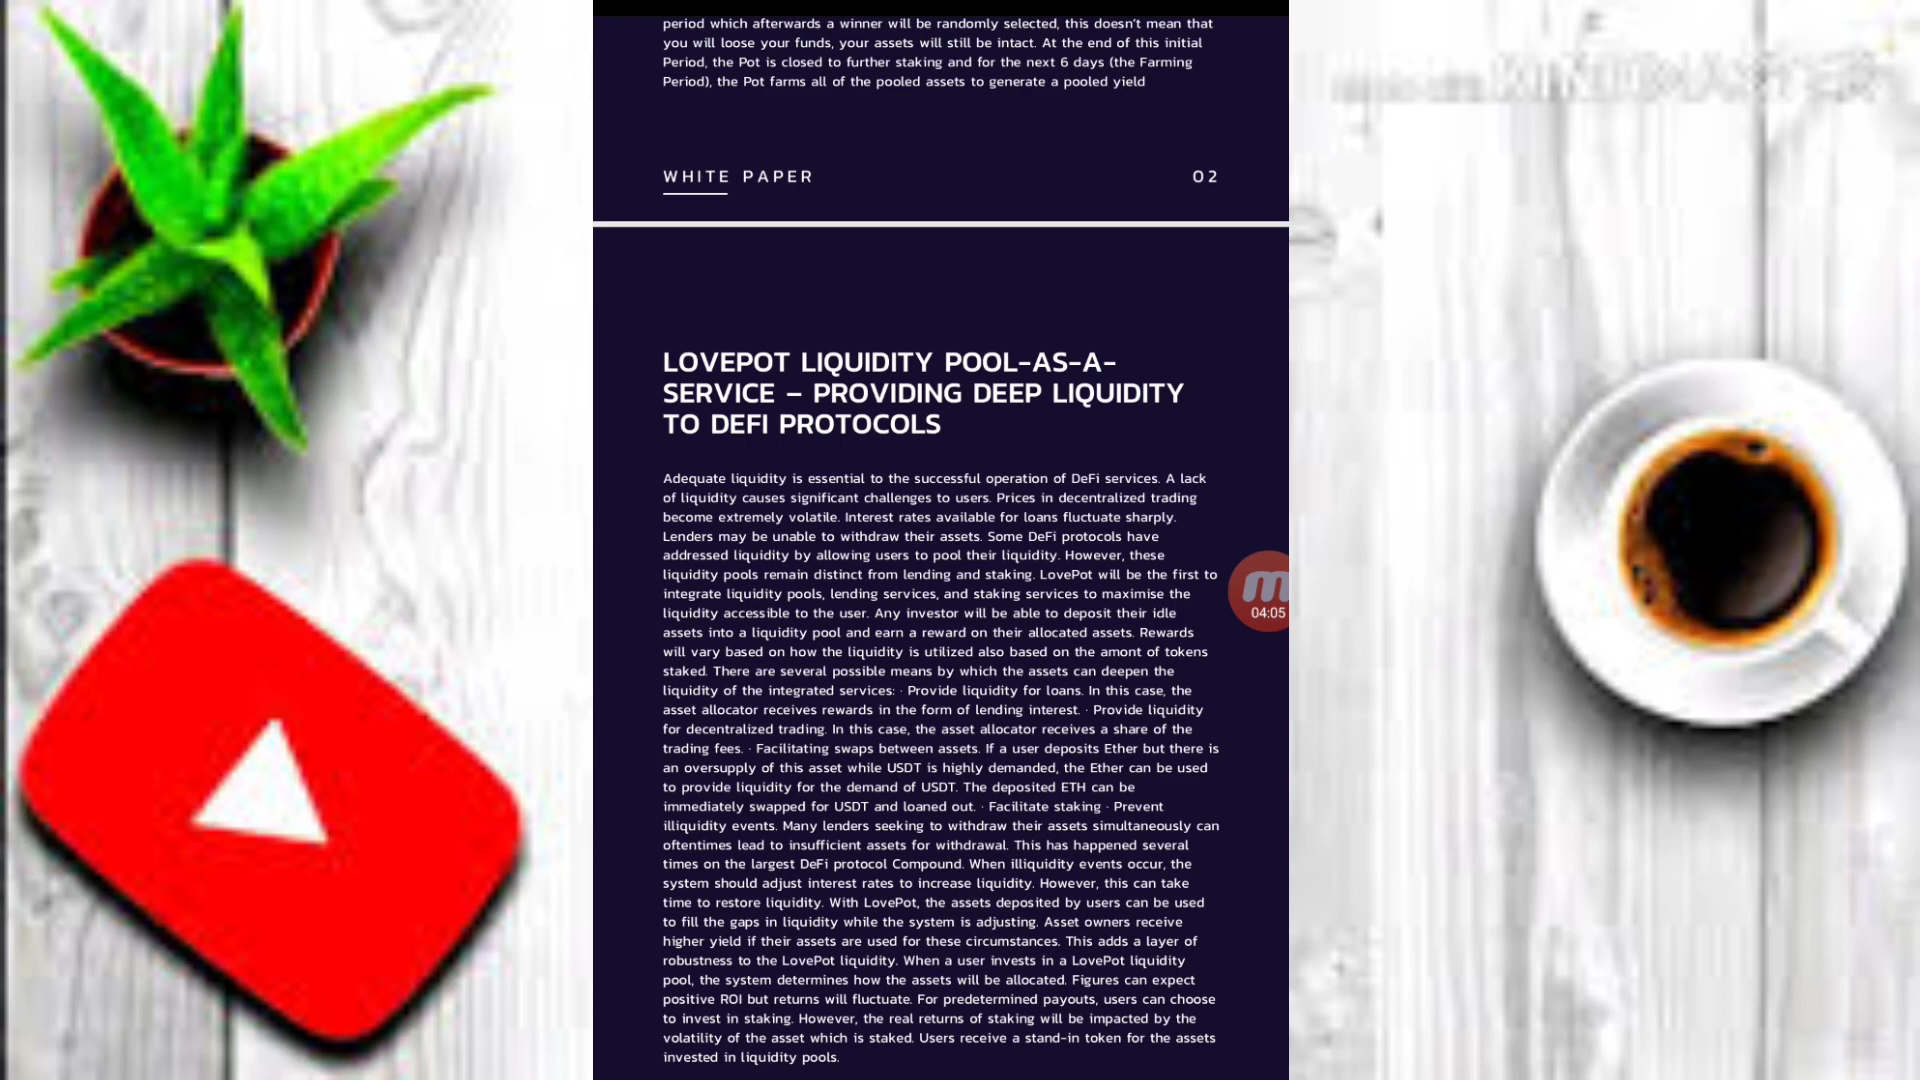 period which afterwards a winner will be randomly selected, this doesn't mean that
you will loose your funds, your assets will still be intact. At the end of this initial
Period, the Pot is closed to further staking and for the next 6 days (the Farming
Period), the Pot farms all of the pooled assets to generate a pooled yield
WHITE PAPER 02
LOVEPOT LIQUIDITY POOL-AS-A-
SERVICE – PROVIDING DEEP LIQUIDITY
TO DEFI PROTOCOLS
Adequate liquidity is essential to the successful operation of DeFi services. A lack
of liquidity causes significant challenges to users. Prices in decentralized trading
become extremely volatile. Interest rates available for loans fluctuate sharply.
Lenders may be unable to withdraw their assets. Some DeFi protocols have
addressed liquidity by allowing users to pool their liquidity. However, these
liquidity pools remain distinct from lending and staking. LovePot will be the first to
integrate liquidity pools, lending services, and staking services to maximise the
liquidity accessible to the user. Any investor will be able to deposit their idle
assets into a liquidity pool and earn a reward on their allocated assets. Rewards
will vary based on how the liquidity is utilized also based on the amont of tokens
staked. There are several possible means by which the assets can deepen the
liquidity of the integrated services: · Provide liquidity for loans. In this case, the
asset allocator receives rewards in the form of lending interest. · Provide liquidity
for decentralized trading. In this case, the asset allocator receives a share of the
trading fees. · Facilitating swaps between assets. If a user deposits Ether but there is
an oversupply of this asset while USDT is highly demanded, the Ether can be used
to provide liquidity for the demand of USDT. The deposited ETH can be
immediately swapped for USDT and loaned out. · Facilitate staking · Prevent
illiquidity events. Many lenders seeking to withdraw their assets simultaneously can
oftentimes lead to insufficient assets for withdrawal. This has happened several
times on the largest DeFi protocol Compound. When illiquidity events occur, the
system should adjust interest rates to increase liquidity. However, this can take
time to restore liquidity. With LovePot, the assets deposited by users can be used
to fill the gaps in liquidity while the system is adjusting. Asset owners receive
higher yield if their assets are used for these circumstances. This adds a layer of
robustness to the LovePot liquidity. When a user invests in a LovePot liquidity
pool, the system determines how the assets will be allocated. Figures can expect
positive ROI but returns will fluctuate. For predetermined payouts, users can choose
to invest in staking. However, the real returns of staking will be impacted by the
volatility of the asset which is staked. Users receive a stand-in token for the assets
invested in liquidity pools.
04:05